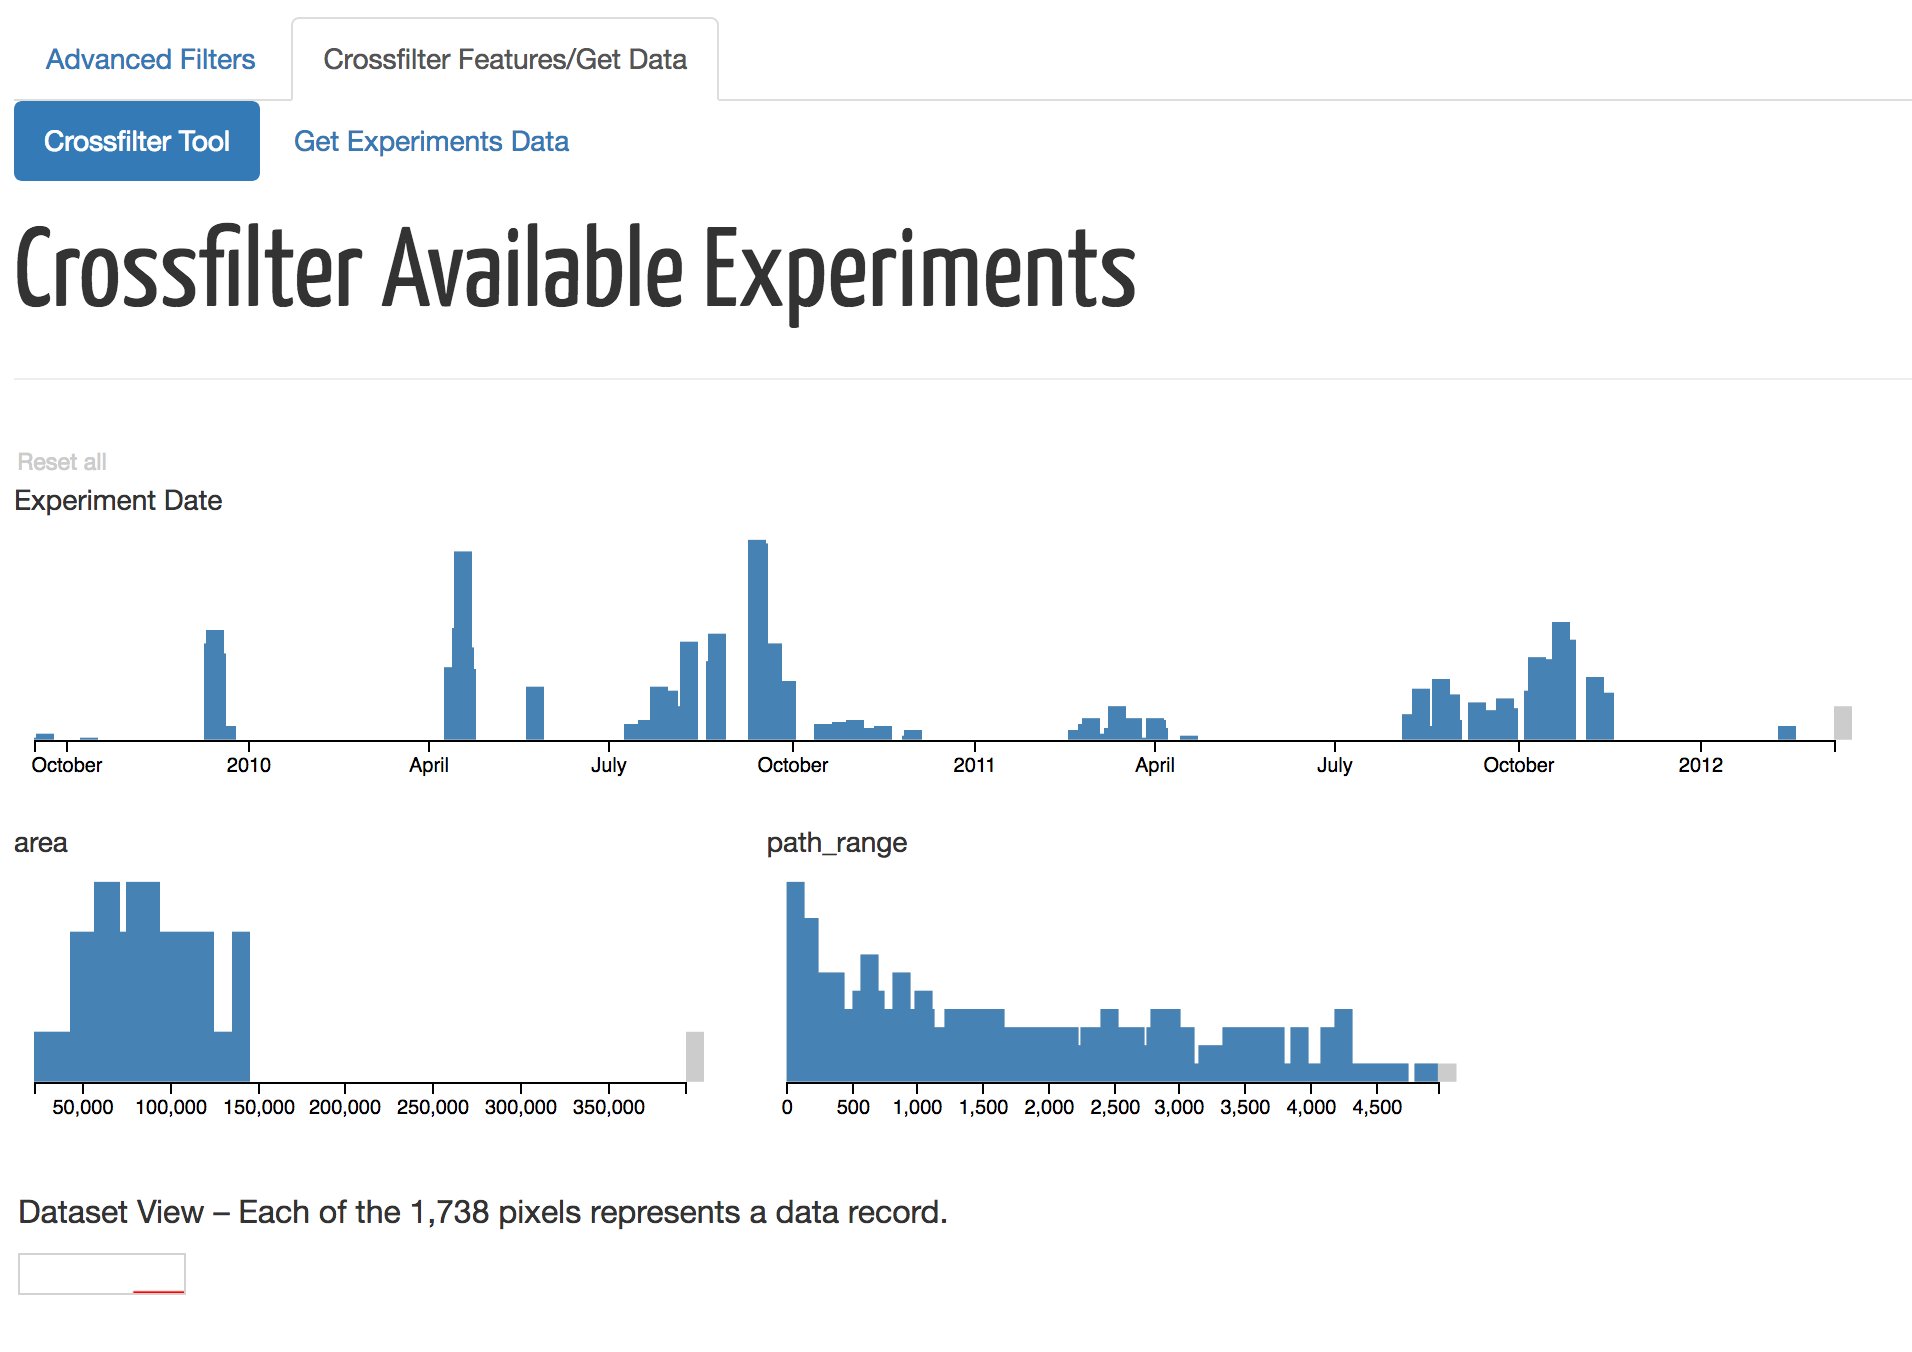 Advanced Filters Crossfilter Features/Get Data
Crossfilter Tool Get Experiments Data
Crossfilter Available Experiments
Reset all
Experiment Date
October 2010 April July October 2011 April July October 2012
area path_range
50,000 100,000 150,000 200,000 250,000 300,000 350,000 0 500 1,000 1,500 2,000 2,500 3,000 3,500 4,000 4,500
Dataset View – Each of the 1,738 pixels represents a data record.